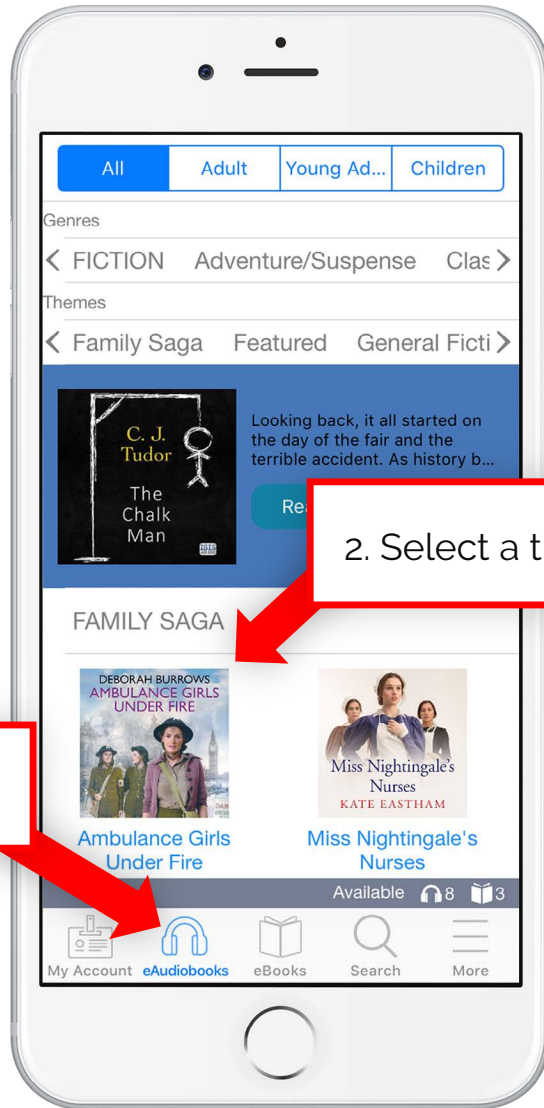 All Adult Young Ad... Children
Genres
FICTION Adventure/Suspense
Themes
Family Saga Featured General Ficti
C. J.
Tudor
The
Chalk
Man
ISIS
Looking back, it all started on
the day of the fair and the
terrible accident. As history b...
2. Select a t
FAMILY SAGA
DEBORAH BURROWS
AMBULANCE GIRLS
UNDER FIRE
Miss Nightingale's
Nurses
KATE EASTHAM
Ambulance Girls
Under Fire
Miss Nightingale's
Nurses
Available 8 3
My Account eAudiobooks eBooks Search More